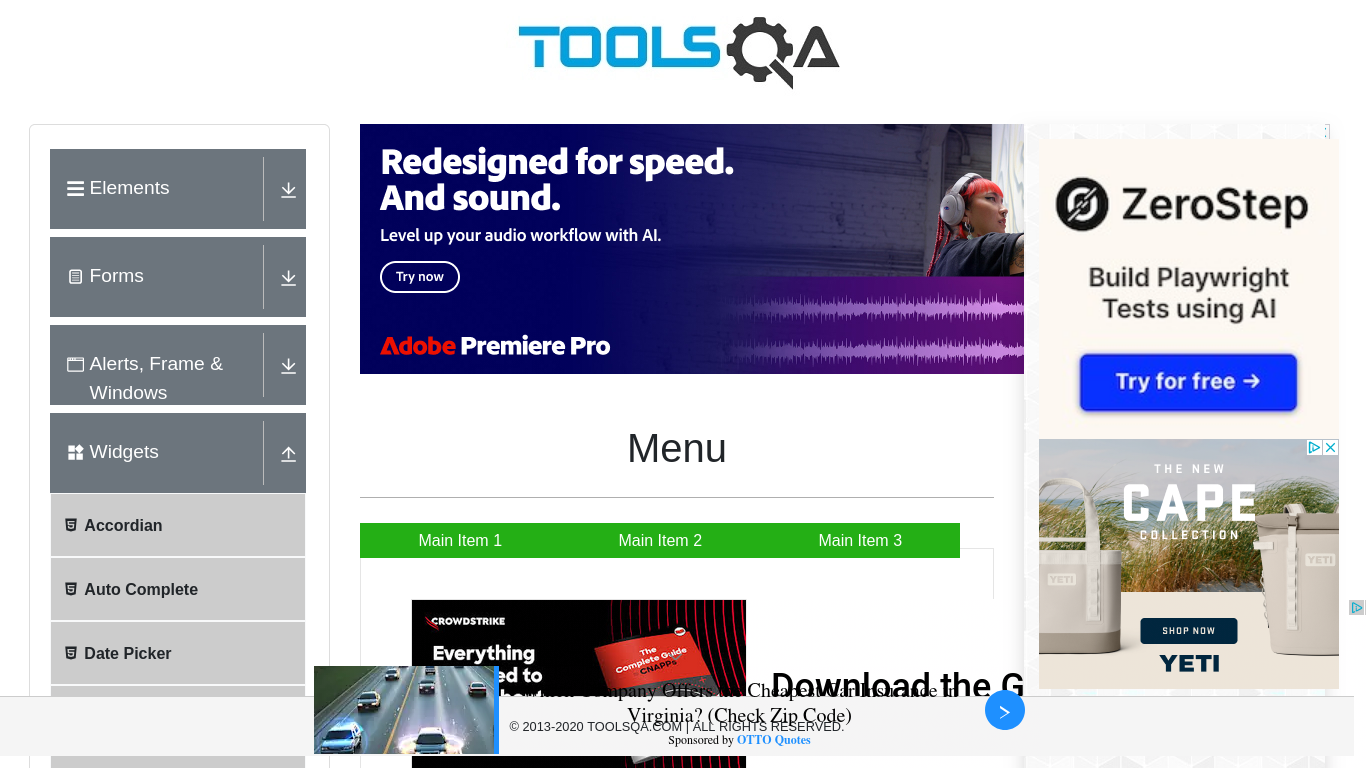 TOOLSQA
Elements
Forms
Alerts, Frame &
Windows
Widgets
Accordian
Auto Complete
Date Picker
Redesigned for speed.
And sound.
Level up your audio workflow with AI.
Try now
Adobe Premiere Pro
Menu
Main Item 1
Main Item 2
Main Item 3
CROWDSTRIKE
Everything
The
Complete Guide
CNAPPs
Download the G
Company Offers the Cheapest Car Insurance In
Virginia? (Check Zip Code)
© 2013-2020 TOOLSQA.COM | ALL RIGHTS RESERVED.
Sponsored by OTTO Quotes
ZeroStep
Build Playwright
Tests using AI
Try for free →
THE NEW
CAPE
COLLECTION
YETI
YETI
SHOP NOW
YETI